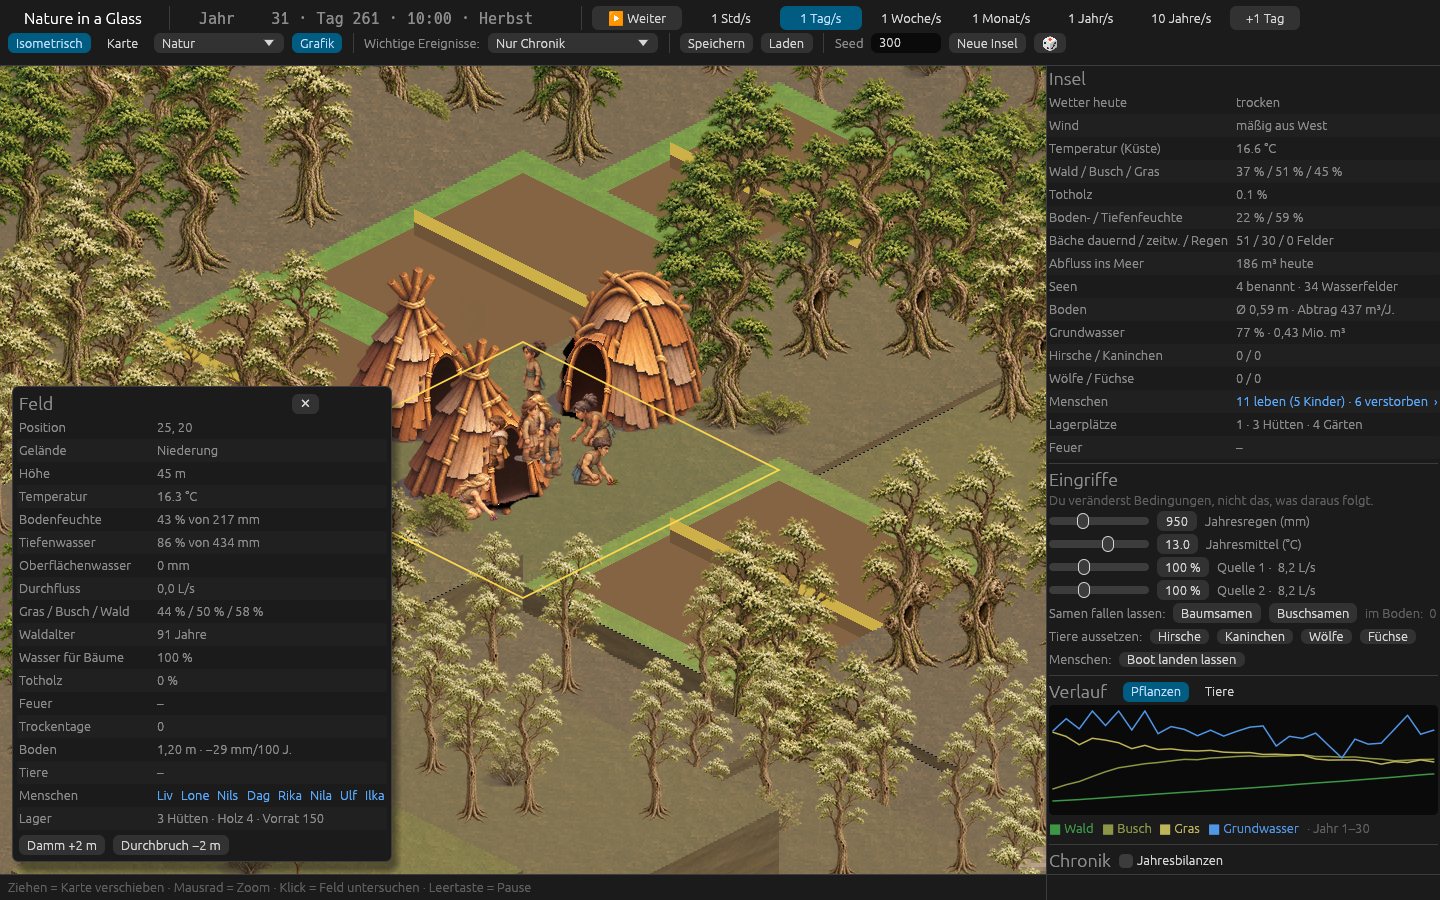 Nature in a Glass Jahr 31 · Tag 261 · 10:00 · Herbst ▶ Weiter 1 Std/s 1 Tag/s 1 Woche/s 1 Monat/s 1 Jahr/s 10 Jahre/s +1 Tag
Isometrisch Karte Natur Grafik Wichtige Ereignisse: Nur Chronik Speichern Laden Seed 300 Neue Insel
Insel
Wetter heute trocken
Wind mäßig aus West
Temperatur (Küste) 16.6 °C
Wald / Busch / Gras 37 % / 51 % / 45 %
Totholz 0.1 %
Boden- / Tiefenfeuchte 22 % / 59 %
Bäche dauernd / zeitw. / Regen 51 / 30 / 0 Felder
Abfluss ins Meer 186 m³ heute
Seen 4 benannt · 34 Wasserfelder
Boden Ø 0,59 m · Abtrag 437 m³/J.
Grundwasser 77 % · 0,43 Mio. m³
Hirsche / Kaninchen 0 / 0
Wölfe / Füchse 0 / 0
Menschen 11 leben (5 Kinder) · 6 verstorben ›
Lagerplätze 1 · 3 Hütten · 4 Gärten
Feuer –
Eingriffe
Du veränderst Bedingungen, nicht das, was daraus folgt.
950 Jahresregen (mm)
13.0 Jahresmittel (°C)
100 % Quelle 1 · 8,2 L/s
100 % Quelle 2 · 8,2 L/s
Samen fallen lassen: Baumsamen Buschsamen im Boden: 0
Tiere aussetzen: Hirsche Kaninchen Wölfe Füchse
Menschen: Boot landen lassen
Verlauf Pflanzen Tiere
Wald Busch Gras Grundwasser · Jahr 1–30
Chronik Jahresbilanzen
Feld ✕
Position 25, 20
Gelände Niederung
Höhe 45 m
Temperatur 16.3 °C
Bodenfeuchte 43 % von 217 mm
Tiefenwasser 86 % von 434 mm
Oberflächenwasser 0 mm
Durchfluss 0,0 L/s
Gras / Busch / Wald 44 % / 50 % / 58 %
Waldalter 91 Jahre
Wasser für Bäume 100 %
Totholz 0 %
Feuer –
Trockentage 0
Boden 1,20 m · −29 mm/100 J.
Tiere –
Menschen Liv Lone Nils Dag Rika Nila Ulf Ilka
Lager 3 Hütten · Holz 4 · Vorrat 150
Damm +2 m Durchbruch −2 m
Ziehen = Karte verschieben · Mausrad = Zoom · Klick = Feld untersuchen · Leertaste = Pause